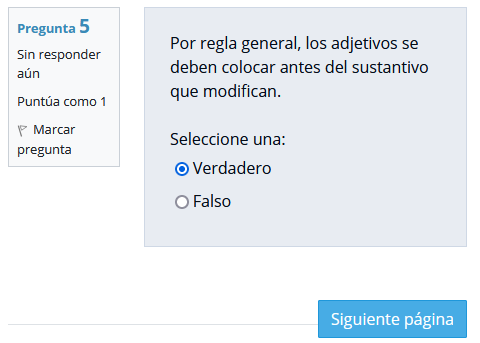 Pregunta 5
Sin responder
aún
Puntúa como 1
Marcar
pregunta
Por regla general, los adjetivos se
deben colocar antes del sustantivo
que modifican.
Seleccione una:
Verdadero
Falso
Siguiente página